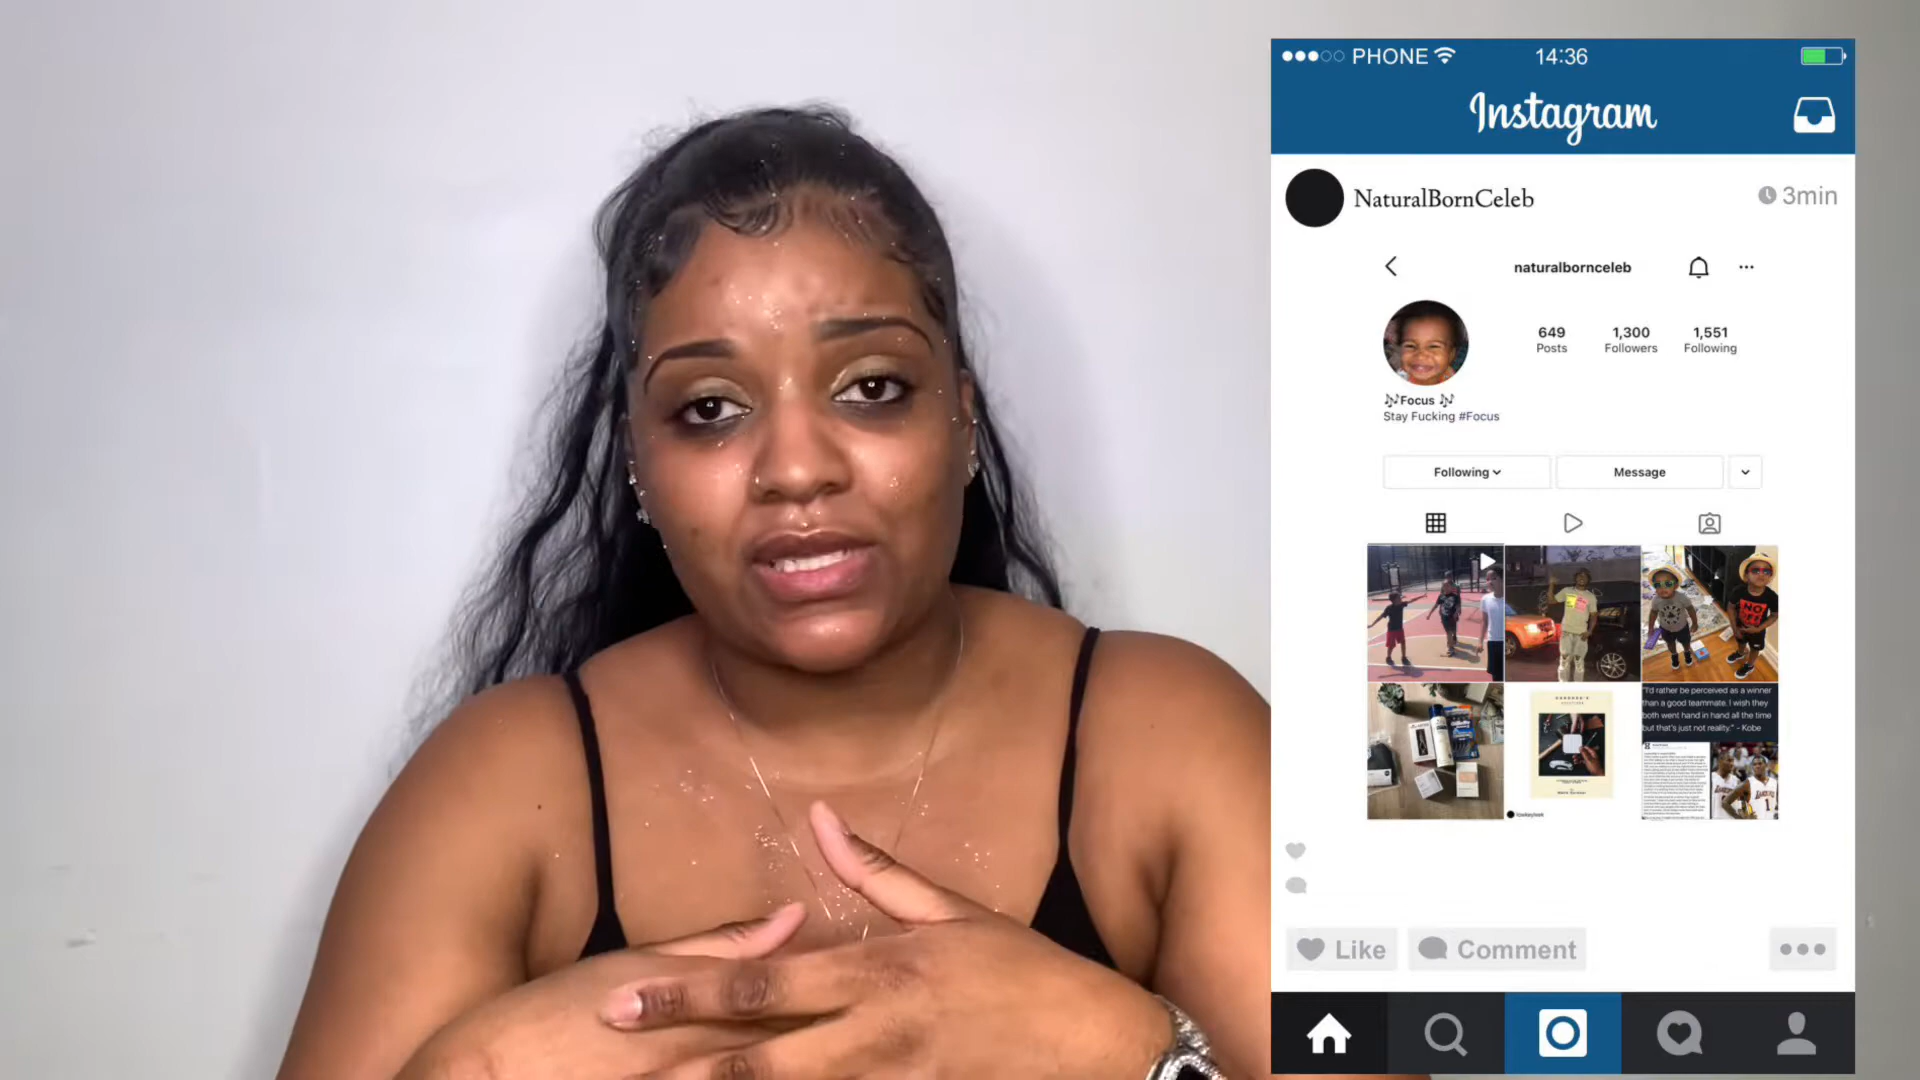 PHONE 14:36
Instagram
NaturalBornCeleb 3min
naturalbornceleb
649 1,300 1,551
Posts Followers Following
🎶Focus 🎶
Stay Fucking #Focus
Following Message
NO
"I'd rather be perceived as a winner
than a good teammate. I wish they
both went hand in hand all the time
but that's just not reality." - Kobe
Like Comment